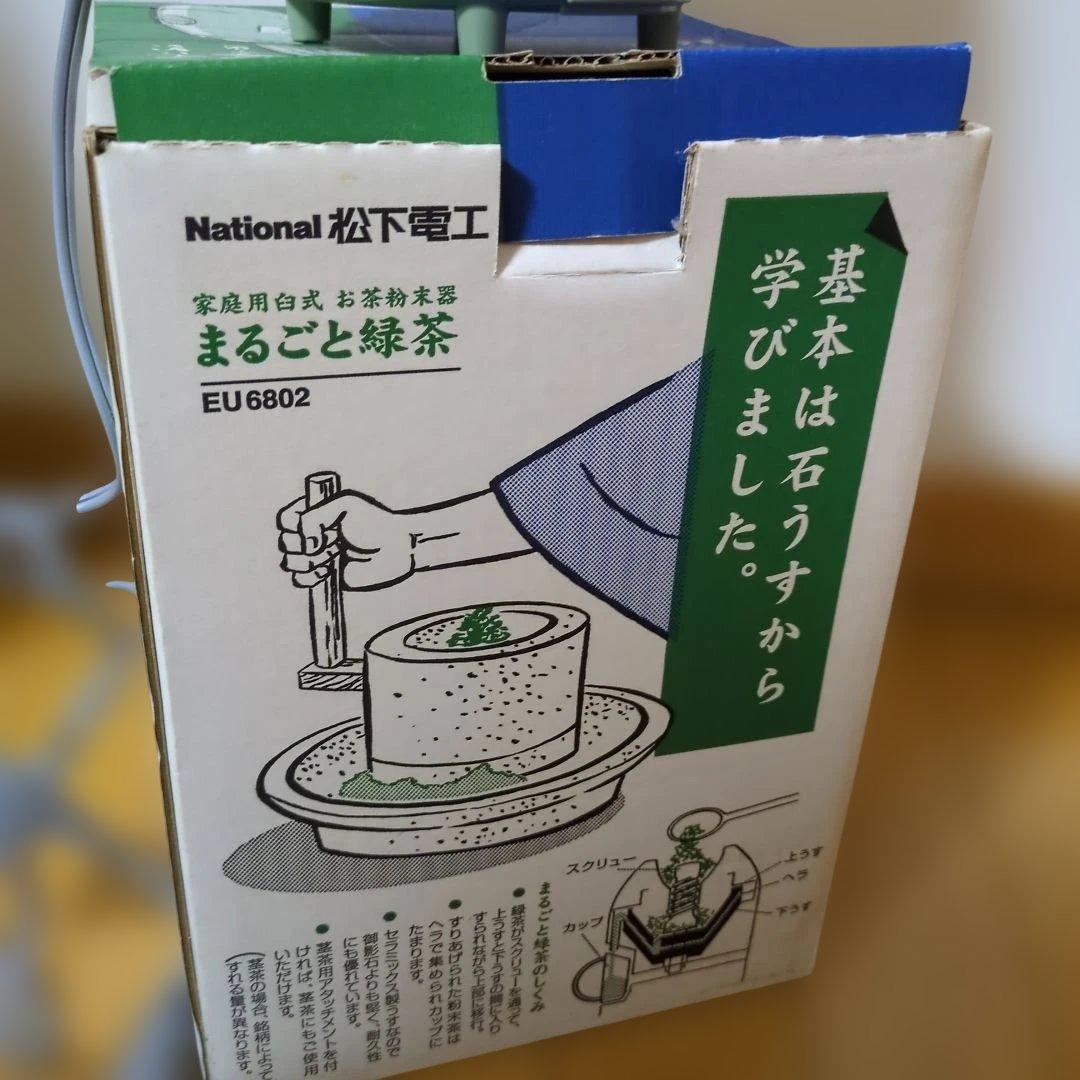 National 松下電工
家庭用臼式 お茶粉末器
まるごと緑茶
EU6802
基本は石うすから
学びました。
スクリュー
カップ
上うす
ヘラ
下うす
まるごと緑茶のしくみ
●緑茶がスクリューを通って、
上うすと下うすの間に入り
すられながら上部に移行。
●すりあげられた粉末茶は
ヘラで集められカップに
たまります。
●セラミックス製うすなので
御影石よりも堅く、耐久性
にも優れています。
●茎茶用アタッチメントを付
ければ、茎茶にもご使用
いただけます。
(茎茶の場合、銘柄によって
すれる量が異なります。